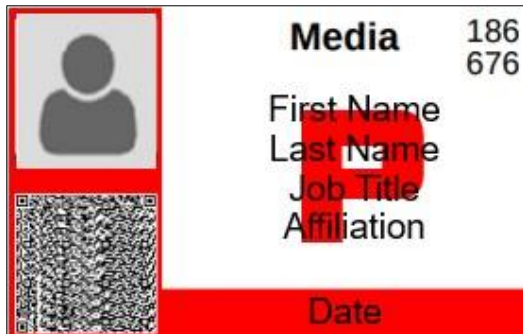 Media
186
676
First Name
Last Name
Job Title
Affiliation
P
Date